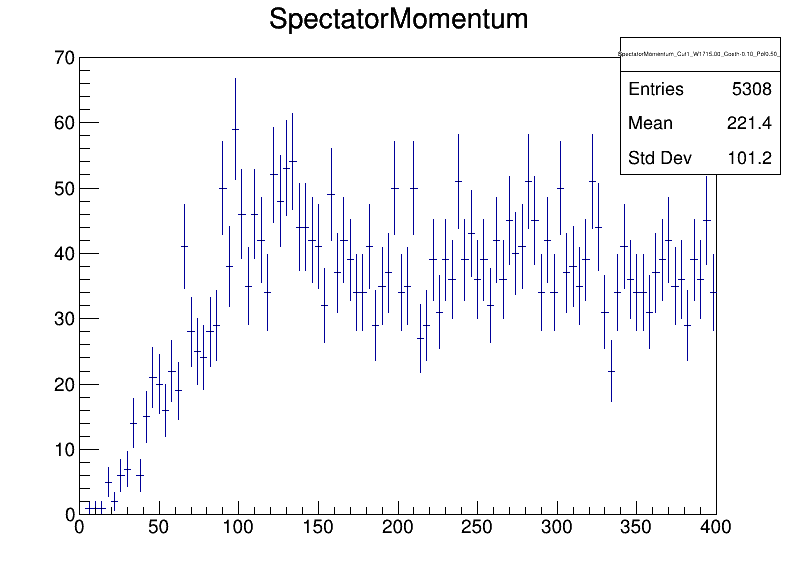 SpectatorMomentum
SpectatorMomentum_Cut1_W1715.00_Costh-0.10_Pol0.50_
Entries 5308
Mean 221.4
Std Dev 101.2
70
60
50
40
30
20
10
0
0 50 100 150 200 250 300 350 400